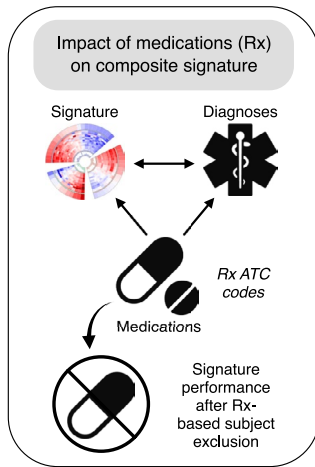 Impact of medications (Rx)
on composite signature
Signature
Diagnoses
Rx ATC
codes
Medications
Signature
performance
after Rx-
based subject
exclusion